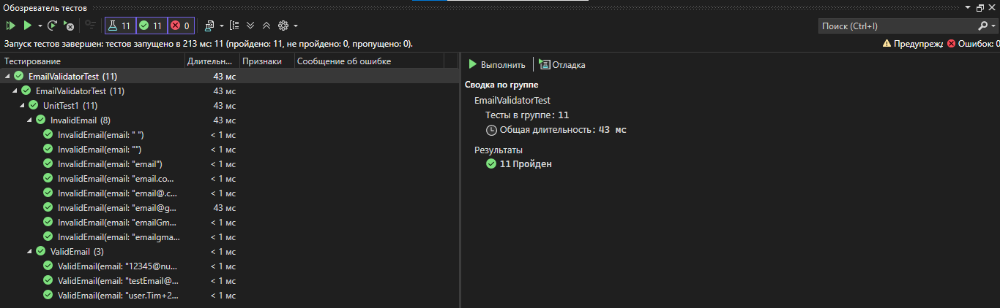 Обозреватель тестов
11 11 0
Поиск (Ctrl+I)
Запуск тестов завершен: тестов запущено в 213 мс: 11 (пройдено: 11, не пройдено: 0, пропущено: 0).
Предупрежд Ошибок: 0
Тестирование Длительн... Признаки Сообщение об ошибке
EmailValidatorTest (11) 43 мс
EmailValidatorTest (11) 43 мс
UnitTest1 (11) 43 мс
InvalidEmail (8) 43 мс
InvalidEmail(email: " ") < 1 мс
InvalidEmail(email: "") < 1 мс
InvalidEmail(email: "email") < 1 мс
InvalidEmail(email: "email.co... < 1 мс
InvalidEmail(email: "email@.c... < 1 мс
InvalidEmail(email: "email@g... 43 мс
InvalidEmail(email: "emailGm... < 1 мс
InvalidEmail(email: "emailgma... < 1 мс
ValidEmail (3) < 1 мс
ValidEmail(email: "12345@nu... < 1 мс
ValidEmail(email: "testEmail@... < 1 мс
ValidEmail(email: "user.Tim+2... < 1 мс
Выполнить Отладка
Сводка по группе
EmailValidatorTest
Тесты в группе: 11
Общая длительность: 43 мс
Результаты
11 Пройден